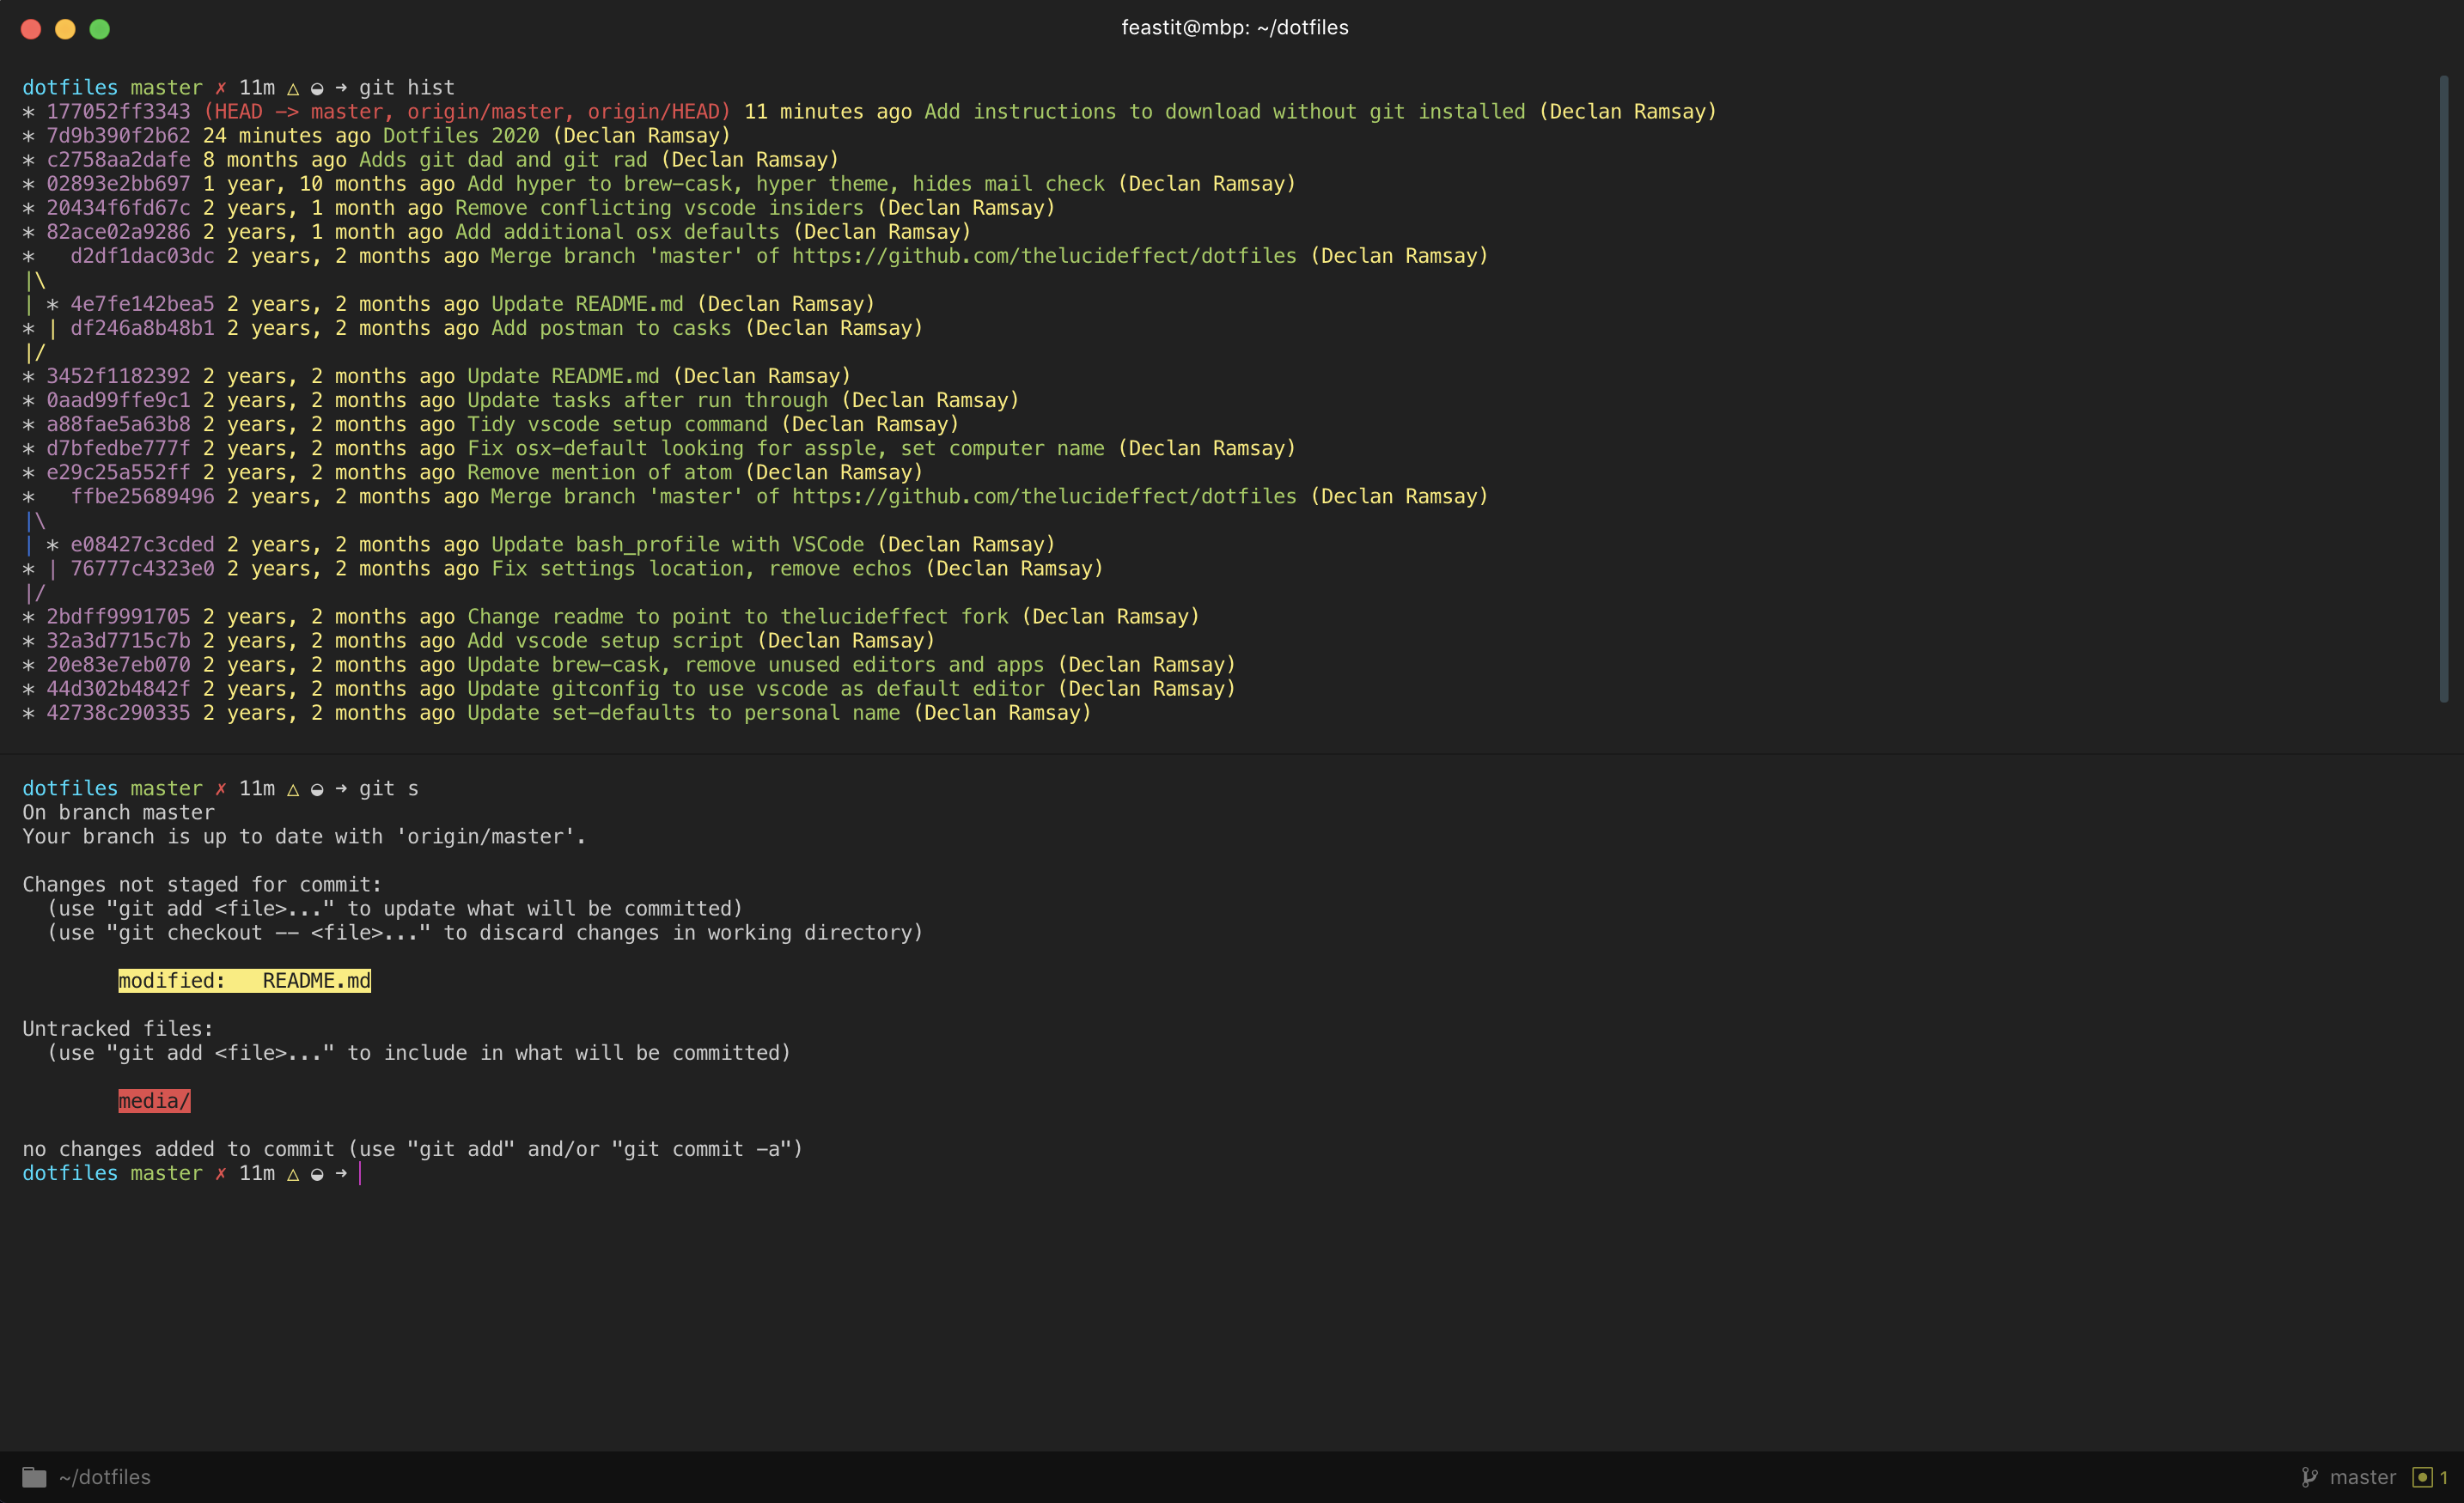 feastit@mbp: ~/dotfiles
dotfiles master ✗ 11m △ ◒ ➜ git hist
* 177052ff3343 (HEAD -> master, origin/master, origin/HEAD) 11 minutes ago Add instructions to download without git installed (Declan Ramsay)
* 7d9b390f2b62 24 minutes ago Dotfiles 2020 (Declan Ramsay)
* c2758aa2dafe 8 months ago Adds git dad and git rad (Declan Ramsay)
* 02893e2bb697 1 year, 10 months ago Add hyper to brew-cask, hyper theme, hides mail check (Declan Ramsay)
* 20434f6fd67c 2 years, 1 month ago Remove conflicting vscode insiders (Declan Ramsay)
* 82ace02a9286 2 years, 1 month ago Add additional osx defaults (Declan Ramsay)
*   d2df1dac03dc 2 years, 2 months ago Merge branch 'master' of https://github.com/thelucideffect/dotfiles (Declan Ramsay)
|\
| * 4e7fe142bea5 2 years, 2 months ago Update README.md (Declan Ramsay)
* | df246a8b48b1 2 years, 2 months ago Add postman to casks (Declan Ramsay)
|/
* 3452f1182392 2 years, 2 months ago Update README.md (Declan Ramsay)
* 0aad99ffe9c1 2 years, 2 months ago Update tasks after run through (Declan Ramsay)
* a88fae5a63b8 2 years, 2 months ago Tidy vscode setup command (Declan Ramsay)
* d7bfedbe777f 2 years, 2 months ago Fix osx-default looking for assple, set computer name (Declan Ramsay)
* e29c25a552ff 2 years, 2 months ago Remove mention of atom (Declan Ramsay)
*   ffbe25689496 2 years, 2 months ago Merge branch 'master' of https://github.com/thelucideffect/dotfiles (Declan Ramsay)
|\
| * e08427c3cded 2 years, 2 months ago Update bash_profile with VSCode (Declan Ramsay)
* | 76777c4323e0 2 years, 2 months ago Fix settings location, remove echos (Declan Ramsay)
|/
* 2bdff9991705 2 years, 2 months ago Change readme to point to thelucideffect fork (Declan Ramsay)
* 32a3d7715c7b 2 years, 2 months ago Add vscode setup script (Declan Ramsay)
* 20e83e7eb070 2 years, 2 months ago Update brew-cask, remove unused editors and apps (Declan Ramsay)
* 44d302b4842f 2 years, 2 months ago Update gitconfig to use vscode as default editor (Declan Ramsay)
* 42738c290335 2 years, 2 months ago Update set-defaults to personal name (Declan Ramsay)
dotfiles master ✗ 11m △ ◒ ➜ git s
On branch master
Your branch is up to date with 'origin/master'.
Changes not staged for commit:
  (use "git add <file>..." to update what will be committed)
  (use "git checkout -- <file>..." to discard changes in working directory)
        modified:   README.md
Untracked files:
  (use "git add <file>..." to include in what will be committed)
        media/
no changes added to commit (use "git add" and/or "git commit -a")
dotfiles master ✗ 11m △ ◒ ➜
~/dotfiles
master 1